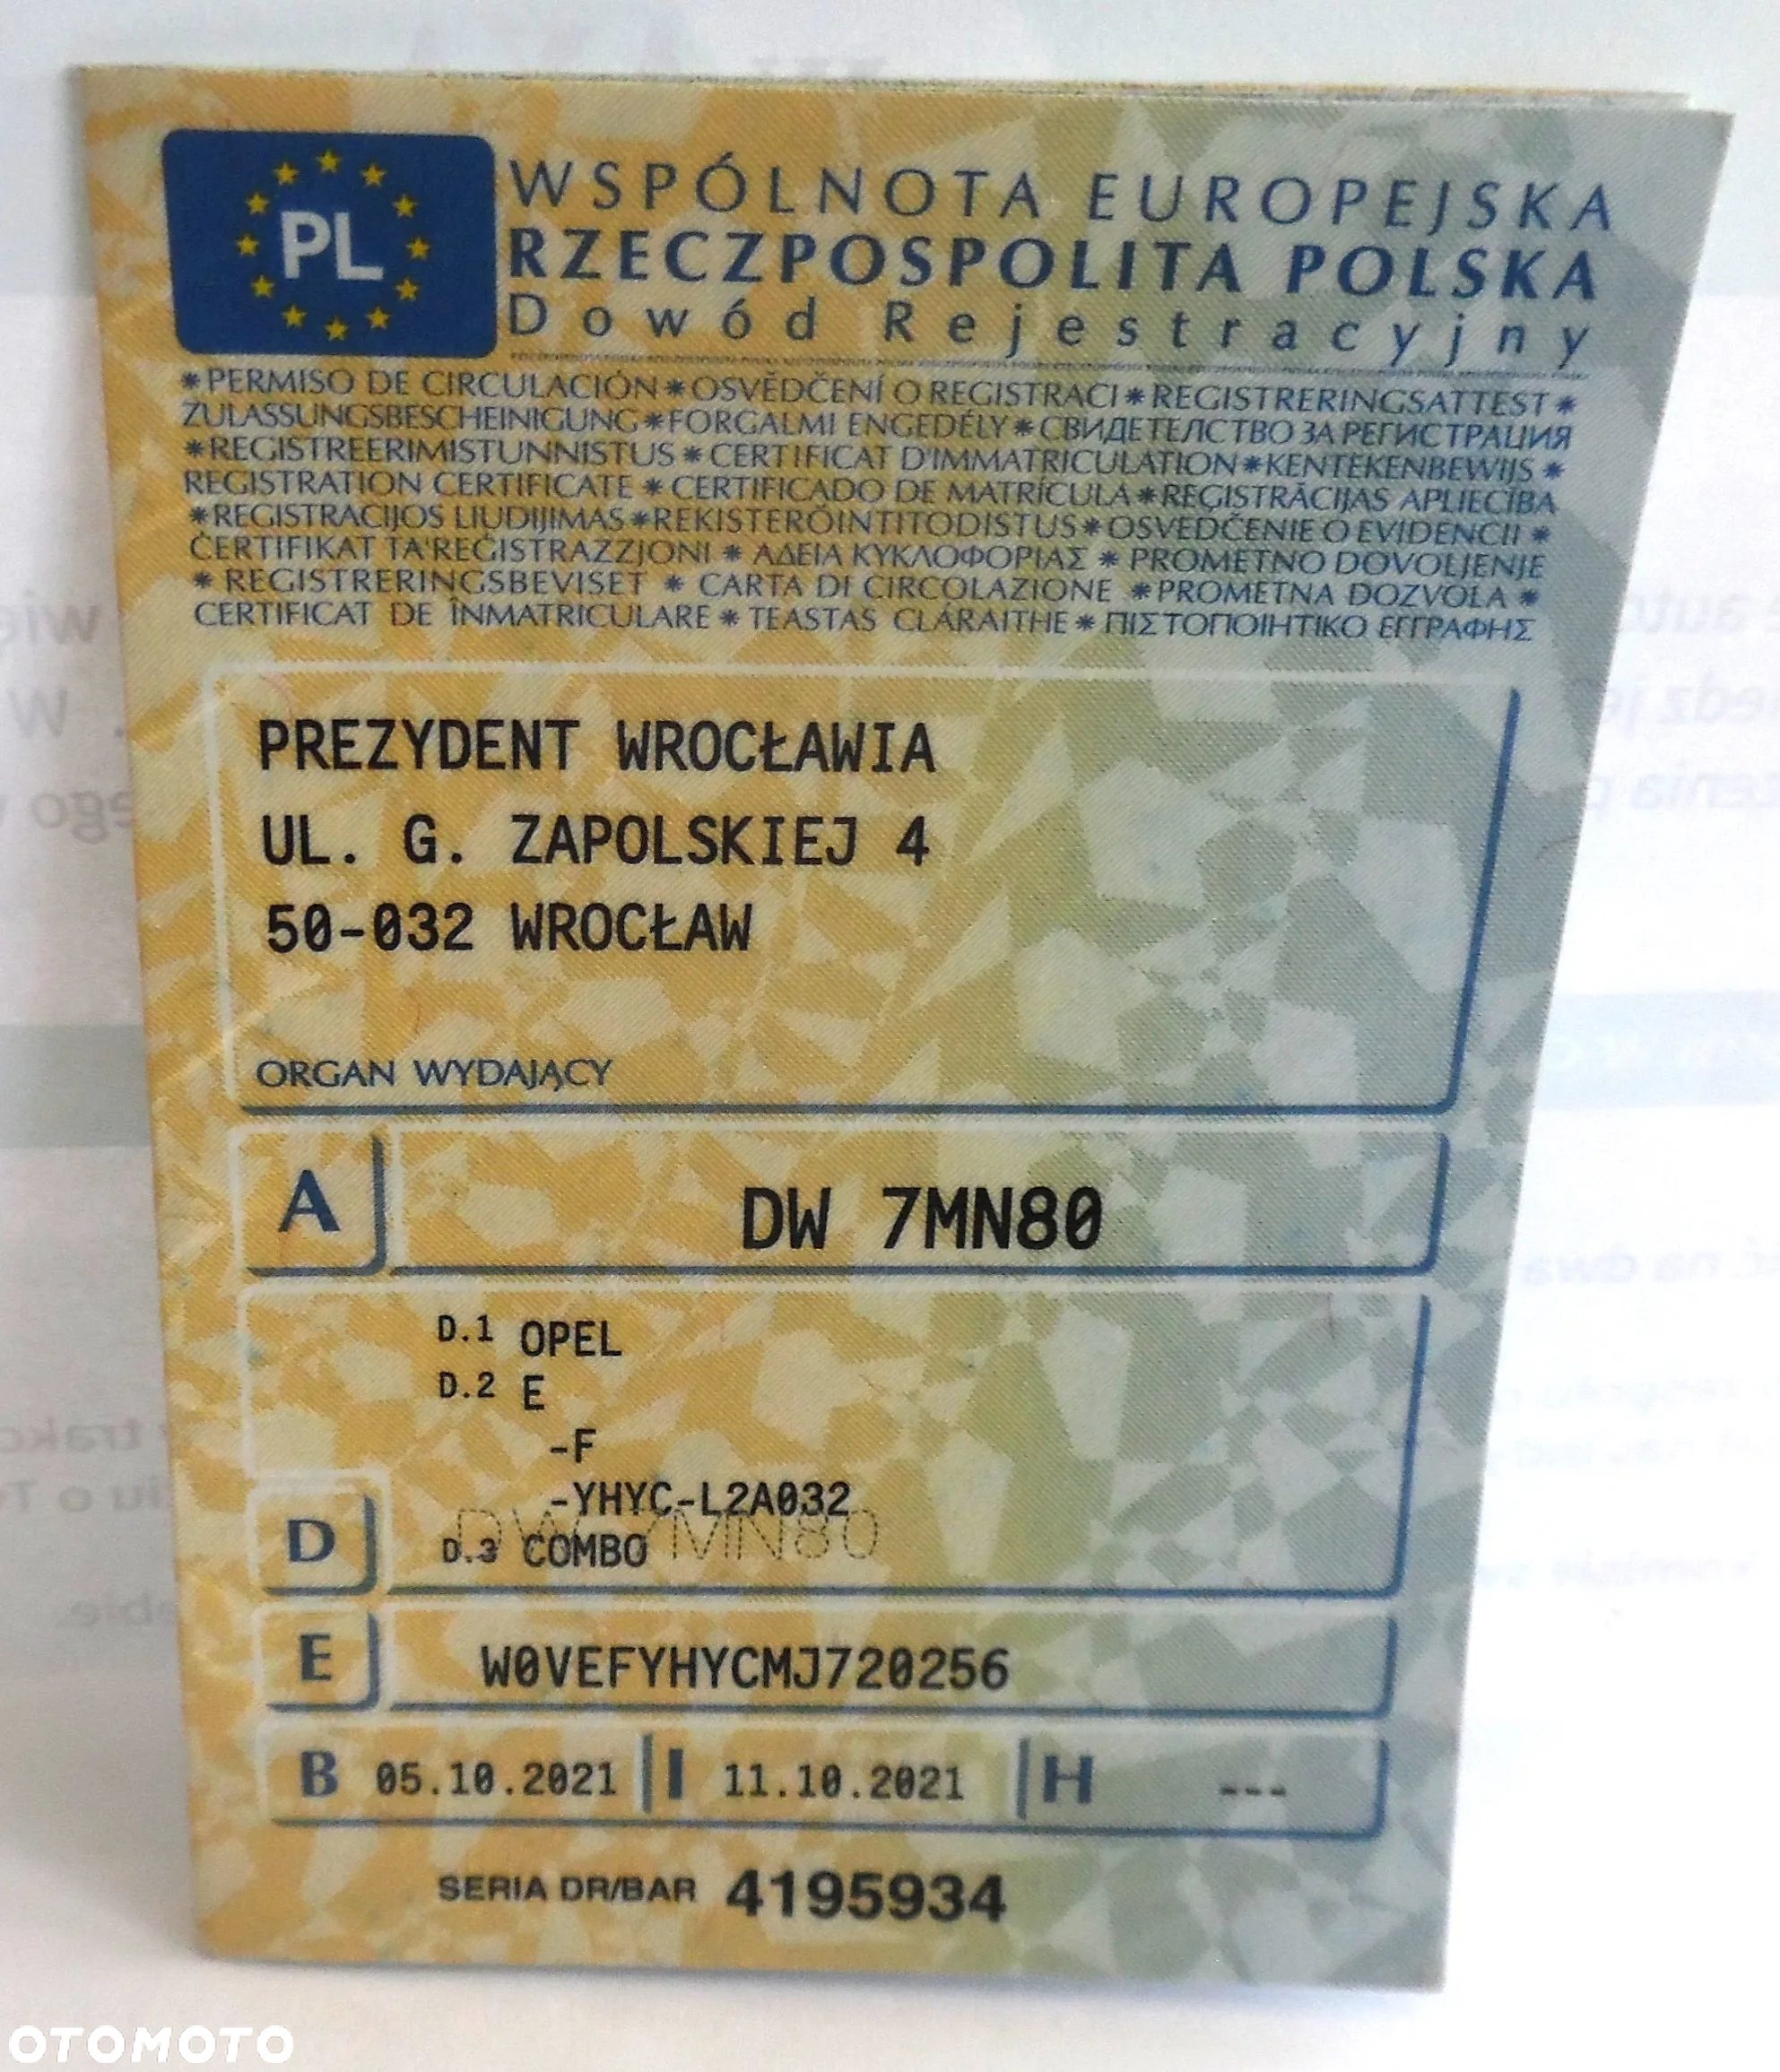 PL
WSPÓLNOTA EUROPEJSKA
RZECZPOSPOLITA POLSKA
Dowód Rejestracyjny
*PERMISO DE CIRCULACIÓN*OSVĚDČENÍ O REGISTRACI*REGISTRERINGSATTEST*
ZULASSUNGSBESCHEINIGUNG*FORGALMI ENGEDÉLY*СВИДЕТЕЛСТВО ЗА РЕГИСТРАЦИЯ
*REGISTREERIMISTUNNISTUS*CERTIFICAT D'IMMATRICULATION*KENTEKENBEWIJS*
REGISTRATION CERTIFICATE*CERTIFICADO DE MATRÍCULA*REĢISTRĀCIJAS APLIECĪBA
*REGISTRACIJOS LIUDIJIMAS*REKISTERÖINTITODISTUS*OSVEDČENIE O EVIDENCII*
ĊERTIFIKAT TA'REĠISTRAZZJONI*ΑΔΕΙΑ ΚΥΚΛΟΦΟΡΙΑΣ*PROMETNO DOVOLJENJE
*REGISTRERINGSBEVISET*CARTA DI CIRCOLAZIONE*PROMETNA DOZVOLA*
CERTIFICAT DE ÎNMATRICULARE*TEASTAS CLÁRAITHE*ΠΙΣΤΟΠΟΙΗΤΙΚΟ ΕΓΓΡΑΦΗΣ
PREZYDENT WROCŁAWIA
UL. G. ZAPOLSKIEJ 4
50-032 WROCŁAW
ORGAN WYDAJĄCY
A DW 7MN80
D.1 OPEL
D.2 E
-F
-YHYC-L2A032
DW 7MN80
D D.3 COMBO
E W0VEFYHYCMJ720256
B 05.10.2021 I 11.10.2021 H ---
SERIA DR/BAR 4195934
OTOMOTO